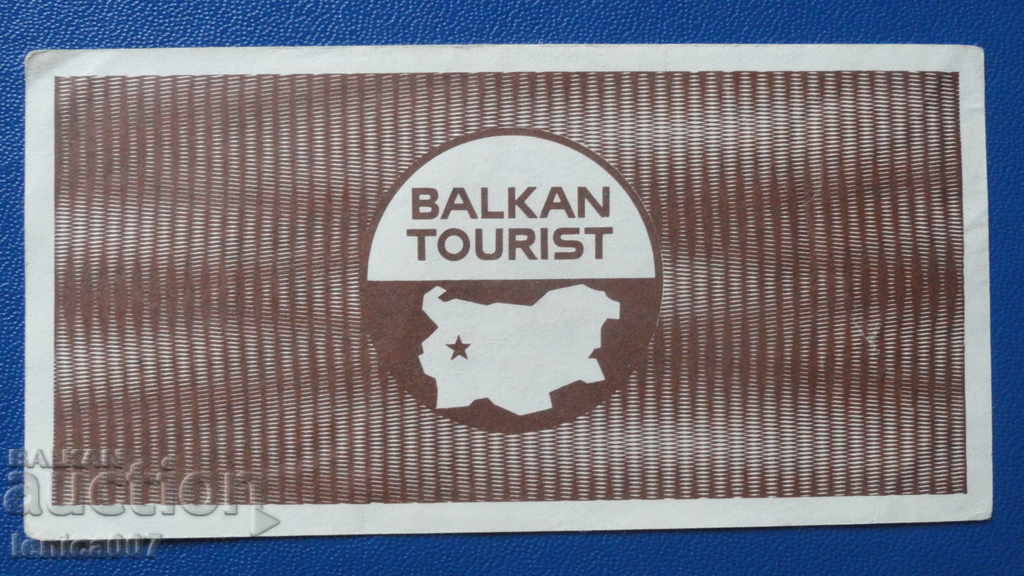 BALKAN
TOURIST
BALKAN
auction
lenica007